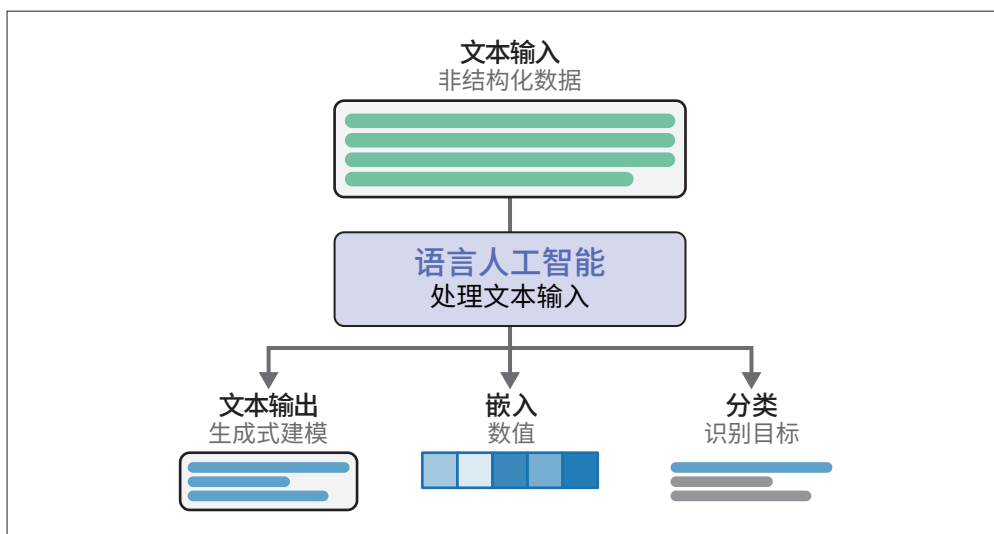 文本输入
非结构化数据
语言人工智能
处理文本输入
文本输出
生成式建模
嵌入
数值
分类
识别目标